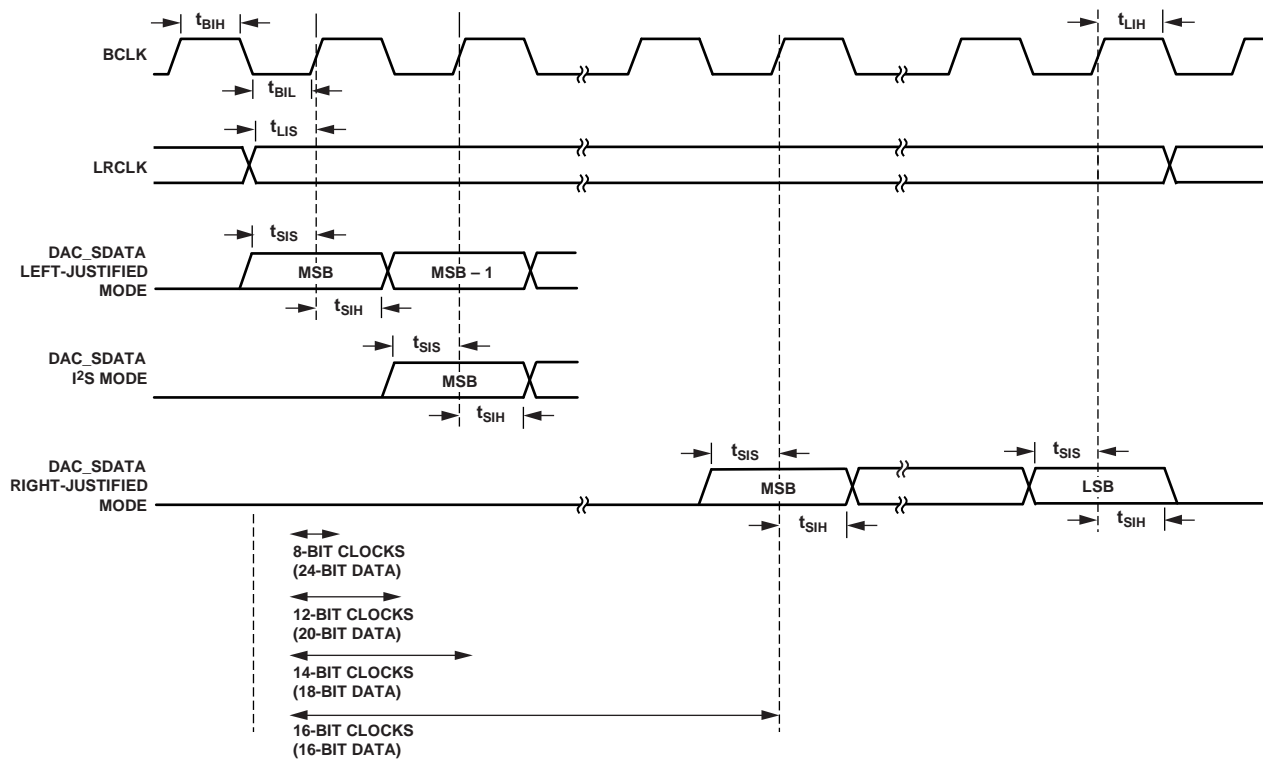 tBIH
tLIH
BCLK
tBIL
tLIS
LRCLK
tSIS
DAC_SDATA
LEFT-JUSTIFIED
MODE
MSB
MSB – 1
tSIH
tSIS
DAC_SDATA
I²S MODE
MSB
tSIH
tSIS
tSIS
DAC_SDATA
RIGHT-JUSTIFIED
MODE
MSB
LSB
tSIH
tSIH
8-BIT CLOCKS
(24-BIT DATA)
12-BIT CLOCKS
(20-BIT DATA)
14-BIT CLOCKS
(18-BIT DATA)
16-BIT CLOCKS
(16-BIT DATA)